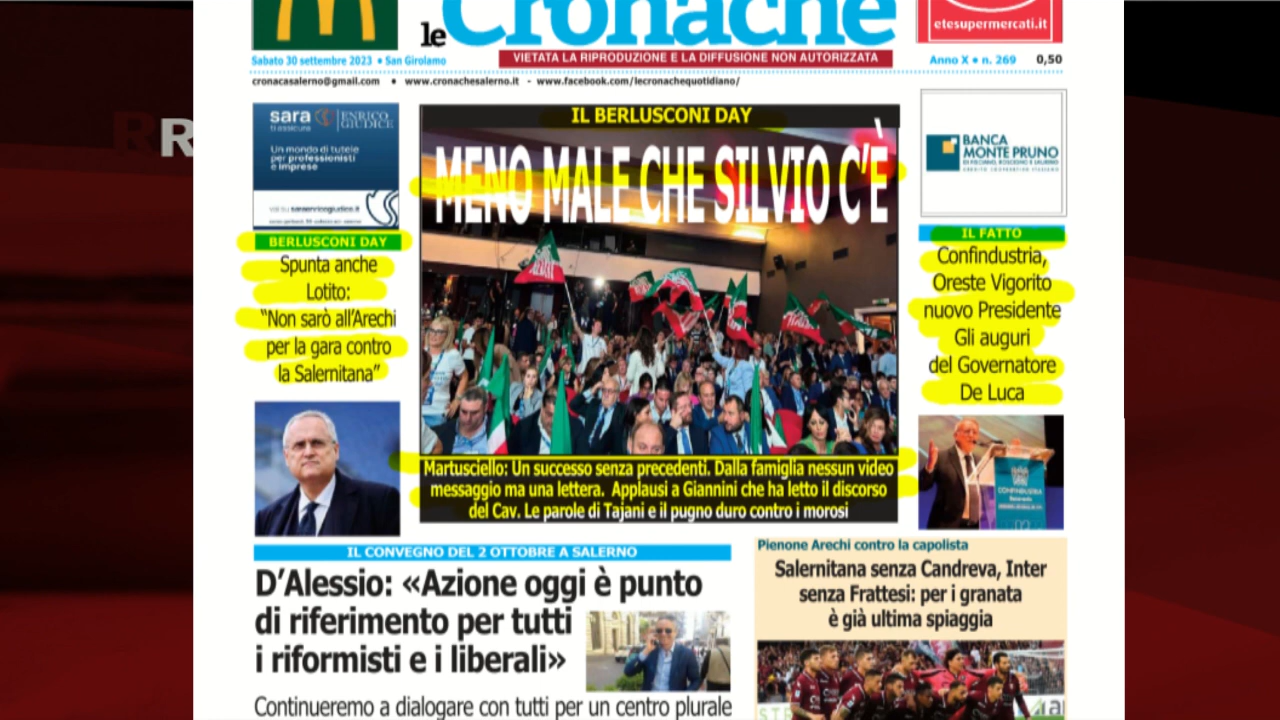 le Cronache
etesupermercati.it
VIETATA LA RIPRODUZIONE E LA DIFFUSIONE NON AUTORIZZATA
Sabato 30 settembre 2023 • San Girolamo
Anno X • n. 269 0,50
cronacasalerno@gmail.com • www.cronachesalerno.it - www.facebook.com/lecronachequotidiano/
R
sara
ti assicura
ENRICO
GIUDICE
Un mondo di tutele
per professionisti
e imprese
BERLUSCONI DAY
Spunta anche
Lotito:
“Non sarò all’Arechi
per la gara contro
la Salernitana”
IL BERLUSCONI DAY
MENO MALE CHE SILVIO C’È
Martusciello: Un successo senza precedenti. Dalla famiglia nessun video
messaggio ma una lettera. Applausi a Giannini che ha letto il discorso
del Cav. Le parole di Tajani e il pugno duro contro i morosi
BANCA
MONTE PRUNO
IL FATTO
Confindustria,
Oreste Vigorito
nuovo Presidente
Gli auguri
del Governatore
De Luca
CONFINDUSTRIA
IL CONVEGNO DEL 2 OTTOBRE A SALERNO
D’Alessio: «Azione oggi è punto
di riferimento per tutti
i riformisti e i liberali»
Continueremo a dialogare con tutti per un centro plurale
Pienone Arechi contro la capolista
Salernitana senza Candreva, Inter
senza Frattesi: per i granata
è già ultima spiaggia